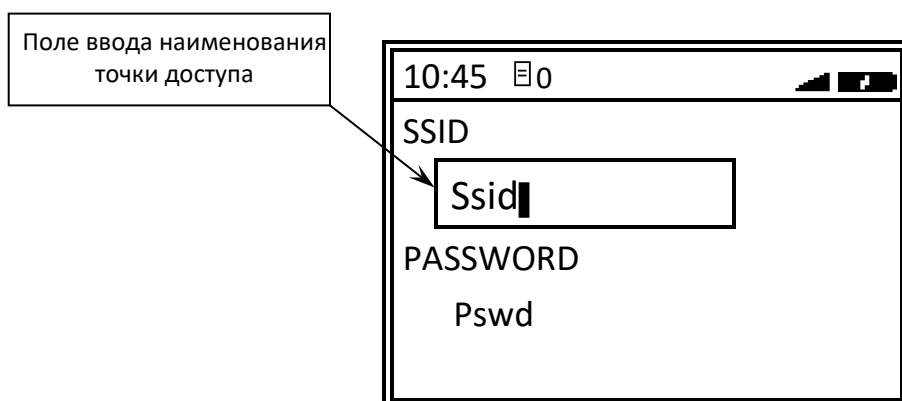 Поле ввода наименования
точки доступа
10:45 0
SSID
Ssid
PASSWORD
Pswd